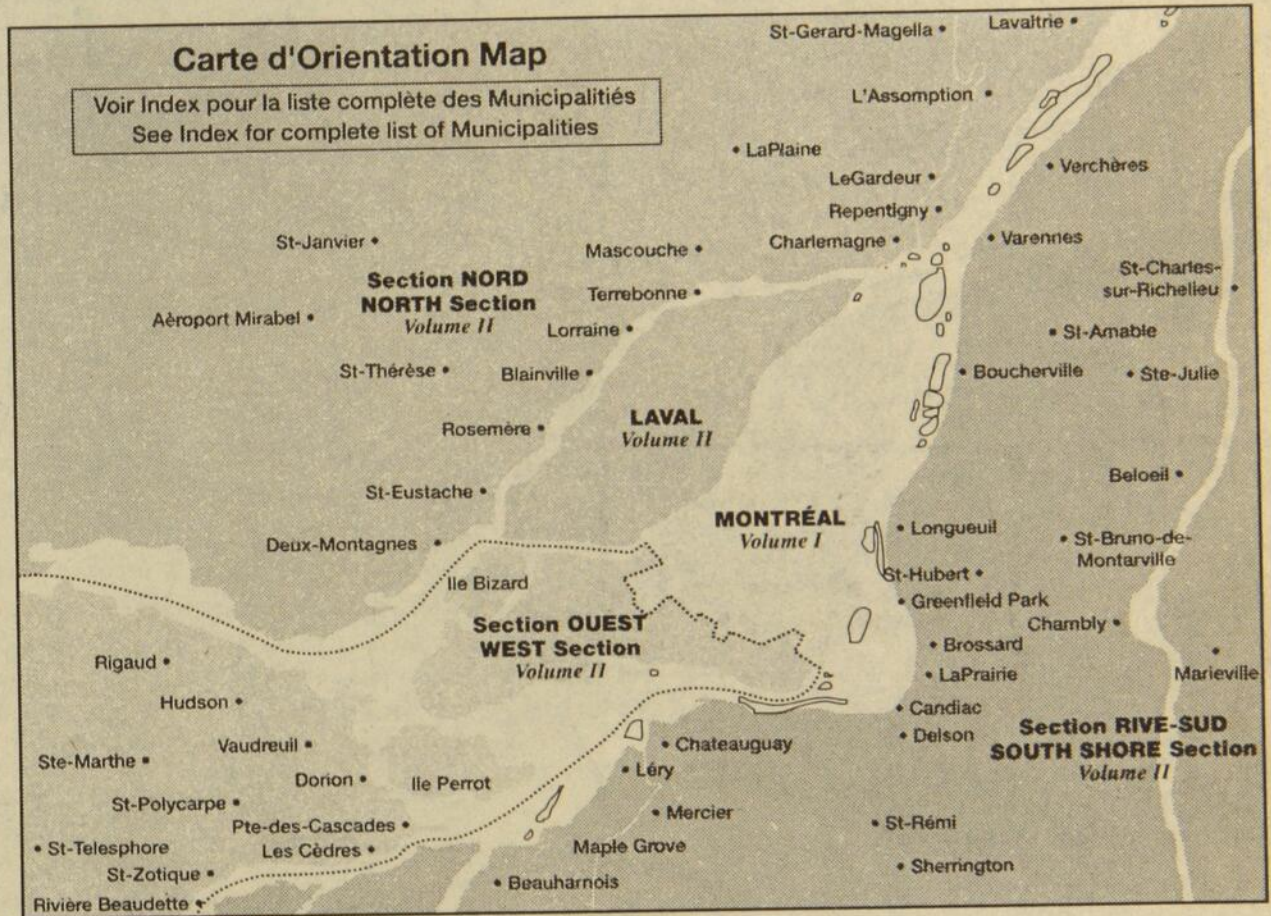 Carte d'Orientation Map
Voir Index pour la liste complète des Municipalitiés
See Index for complete list of Municipalities
St-Gerard-Magella
Lavaltrie
L'Assomption
LaPlaine
Verchères
LeGardeur
Repentigny
Charlemagne
Varennes
St-Janvier
Mascouche
St-Charles-
sur-Richelieu
Section NORD
NORTH Section
Volume II
Terrebonne
Aèroport Mirabel
Lorraine
St-Amable
St-Thérèse
Blainville
Boucherville
Ste-Julie
LAVAL
Volume II
Rosemère
Beloeil
St-Eustache
MONTRÉAL
Volume I
Longueuil
St-Bruno-de-
Montarville
Deux-Montagnes
Ile Bizard
St-Hubert
Greenfield Park
Chambly
Section OUEST
WEST Section
Volume II
Brossard
Rigaud
LaPrairie
Marieville
Hudson
Candiac
Section RIVE-SUD
SOUTH SHORE Section
Volume II
Vaudreuil
Chateauguay
Delson
Ste-Marthe
Léry
Dorion
Ile Perrot
St-Polycarpe
Mercier
Pte-des-Cascades
St-Rémi
St-Telesphore
Les Cèdres
Maple Grove
St-Zotique
Beauharnois
Sherrington
Rivière Beaudette